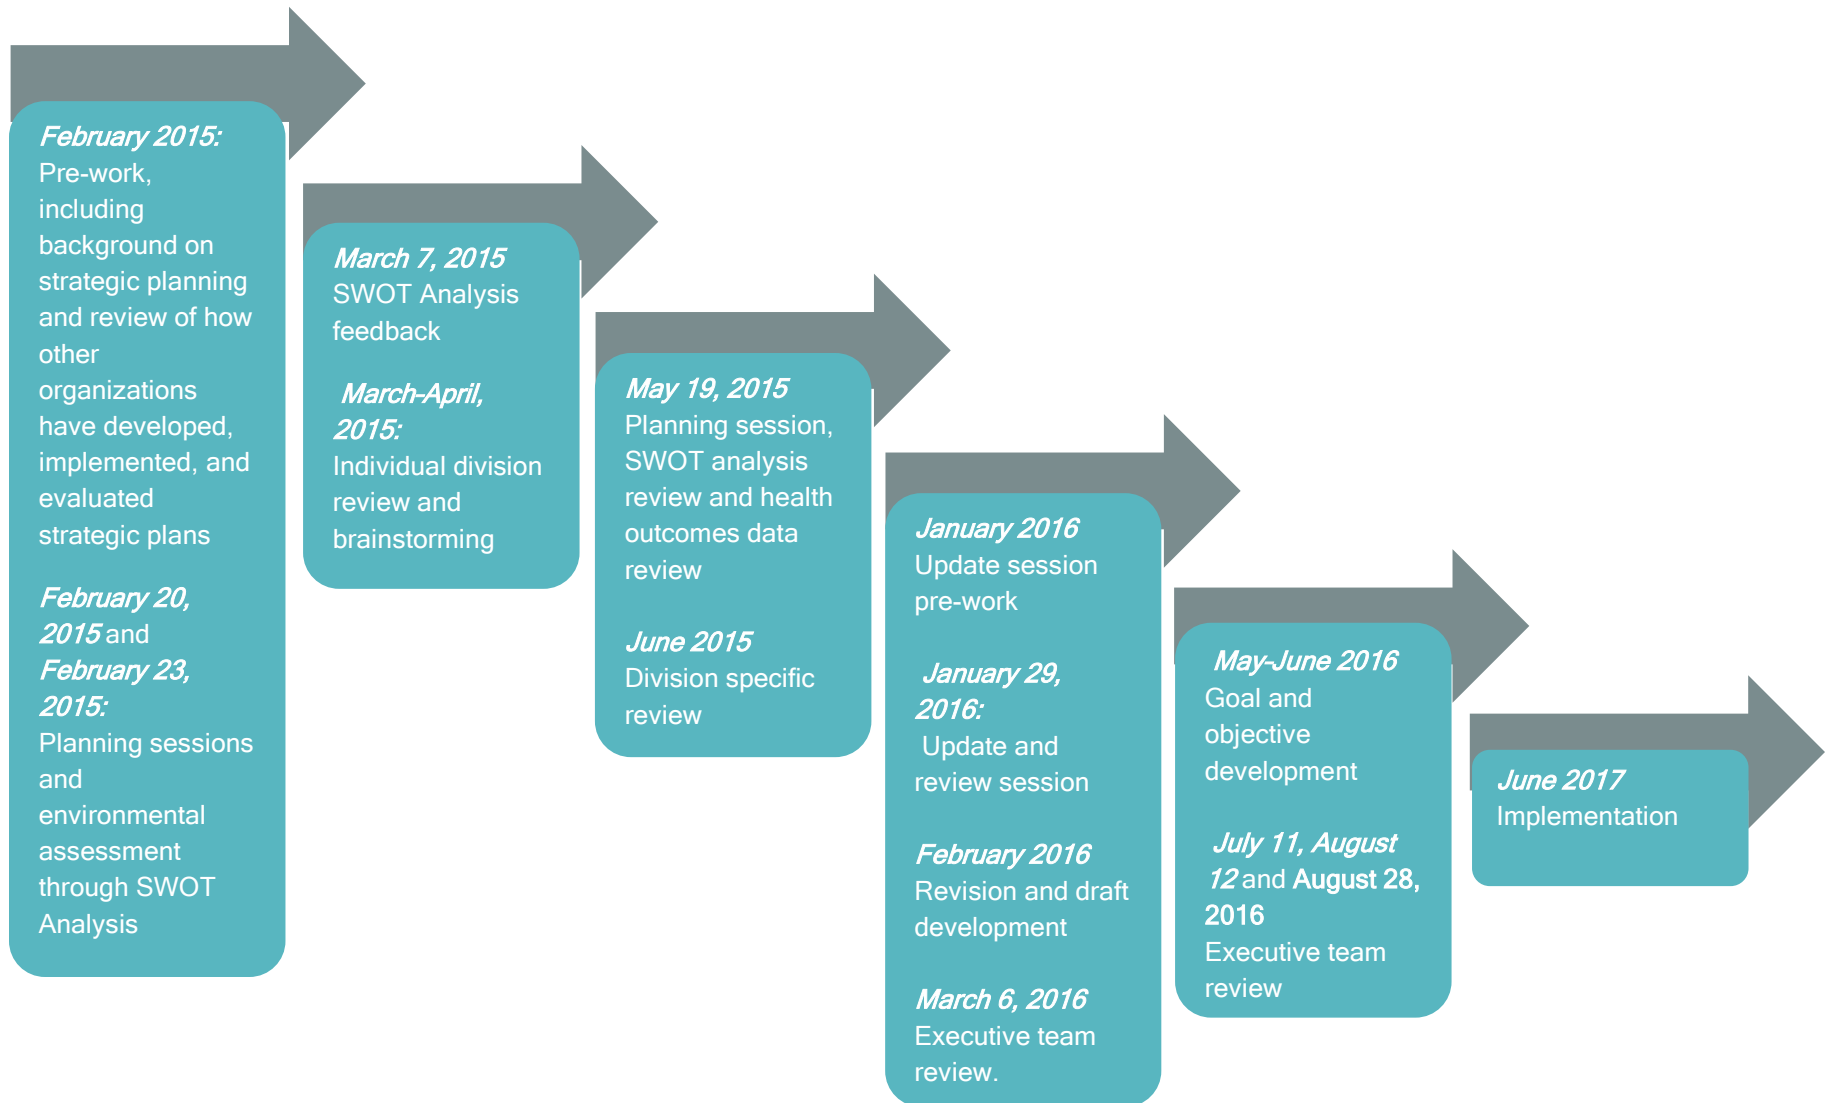 February 2015:
Pre-work,
including
background on
strategic planning
and review of how
other
organizations
have developed,
implemented, and
evaluated
strategic plans
February 20,
2015 and
February 23,
2015:
Planning sessions
and
environmental
assessment
through SWOT
Analysis
March 7, 2015
SWOT Analysis
feedback
March-April,
2015:
Individual division
review and
brainstorming
May 19, 2015
Planning session,
SWOT analysis
review and health
outcomes data
review
June 2015
Division specific
review
January 2016
Update session
pre-work
January 29,
2016:
Update and
review session
February 2016
Revision and draft
development
March 6, 2016
Executive team
review.
May-June 2016
Goal and
objective
development
July 11, August
12 and August 28,
2016
Executive team
review
June 2017
Implementation